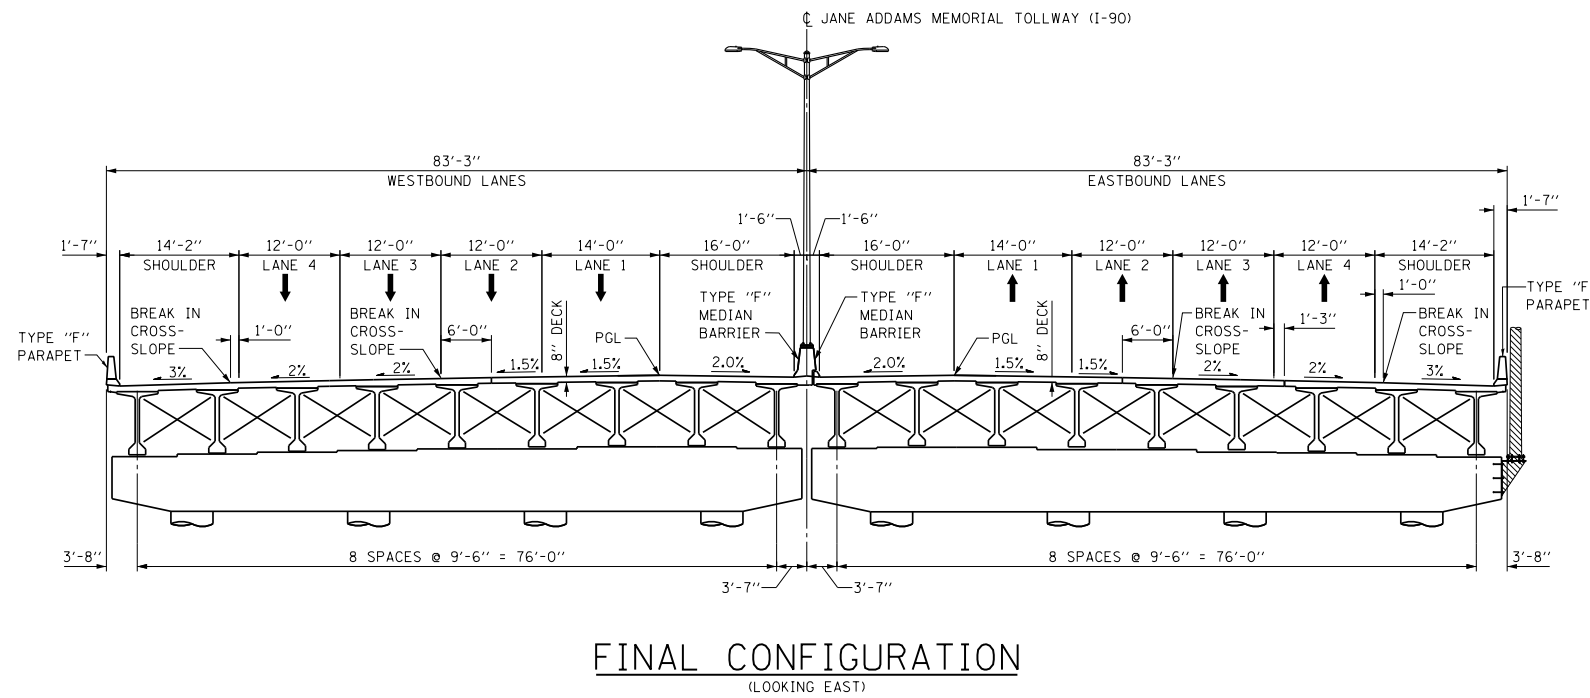 ℄ JANE ADDAMS MEMORIAL TOLLWAY (I-90)
83'-3" 83'-3"
WESTBOUND LANES EASTBOUND LANES
1'-7"
1'-6" 1'-6"
1'-7" 14'-2" 12'-0" 12'-0" 12'-0" 14'-0" 16'-0" 16'-0" 14'-0" 12'-0" 12'-0" 12'-0" 14'-2"
SHOULDER LANE 4 LANE 3 LANE 2 LANE 1 SHOULDER SHOULDER LANE 1 LANE 2 LANE 3 LANE 4 SHOULDER
TYPE "F"
PARAPET
BREAK IN
CROSS-
SLOPE
1'-0"
BREAK IN
CROSS-
SLOPE
6'-0"
8" DECK
PGL
TYPE "F"
MEDIAN
BARRIER
TYPE "F"
MEDIAN
BARRIER
PGL
8" DECK
6'-0"
BREAK IN
CROSS-
SLOPE
1'-3"
1'-0"
BREAK IN
CROSS-
SLOPE
TYPE "F
PARAPET
3% 2% 2% 1.5% 1.5% 2.0% 2.0% 1.5% 1.5% 2% 2% 3%
3'-8" 8 SPACES @ 9'-6" = 76'-0" 8 SPACES @ 9'-6" = 76'-0" 3'-8"
3'-7" 3'-7"
FINAL CONFIGURATION
(LOOKING EAST)